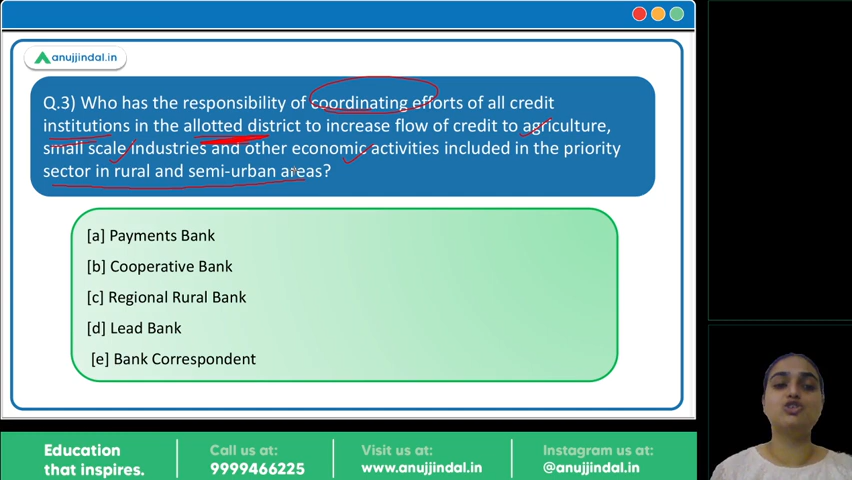 anujjindal.in
Q.3) Who has the responsibility of coordinating efforts of all credit
institutions in the allotted district to increase flow of credit to agriculture,
small scale industries and other economic activities included in the priority
sector in rural and semi-urban areas?
[a] Payments Bank
[b] Cooperative Bank
[c] Regional Rural Bank
[d] Lead Bank
[e] Bank Correspondent
Education
that inspires.
Call us at:
9999466225
Visit us at:
www.anujjindal.in
Instagram us at:
@anujjindal.in